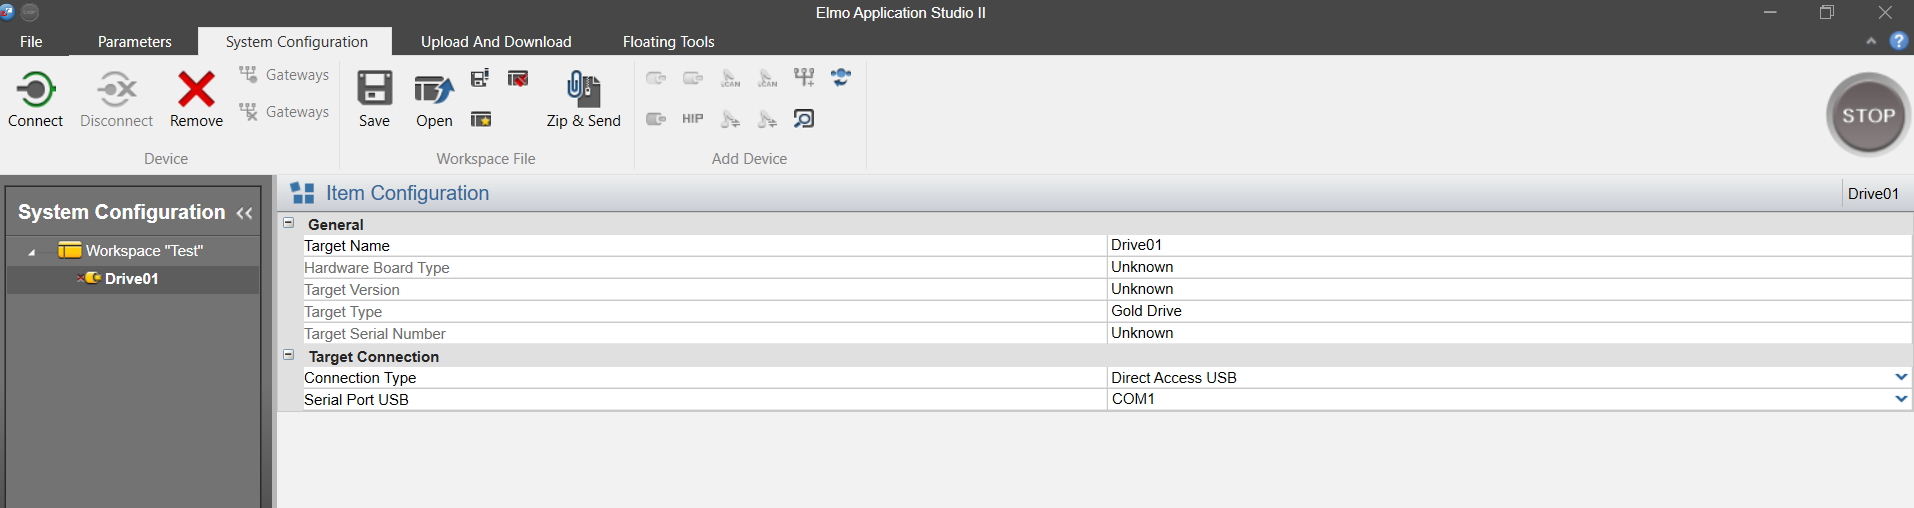 Elmo Application Studio II
File Parameters System Configuration Upload And Download Floating Tools
Connect Disconnect Remove Gateways Gateways
Save Open Zip & Send
CAN CAN
HIP
STOP
Device Workspace File Add Device
System Configuration
Workspace "Test"
Drive01
Item Configuration Drive01
General
Target Name Drive01
Hardware Board Type Unknown
Target Version Unknown
Target Type Gold Drive
Target Serial Number Unknown
Target Connection
Connection Type Direct Access USB
Serial Port USB COM1